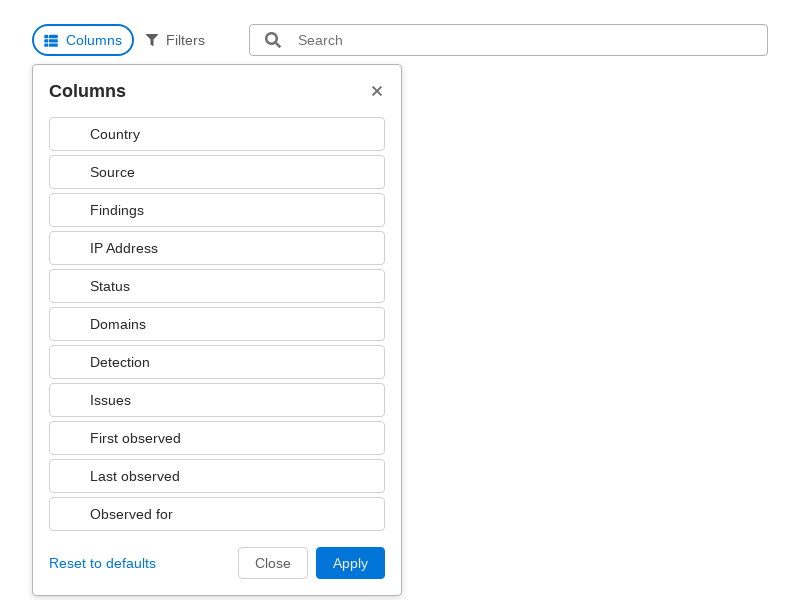 Columns Filters Search
Columns
Country
Source
Findings
IP Address
Status
Domains
Detection
Issues
First observed
Last observed
Observed for
Reset to defaults Close Apply